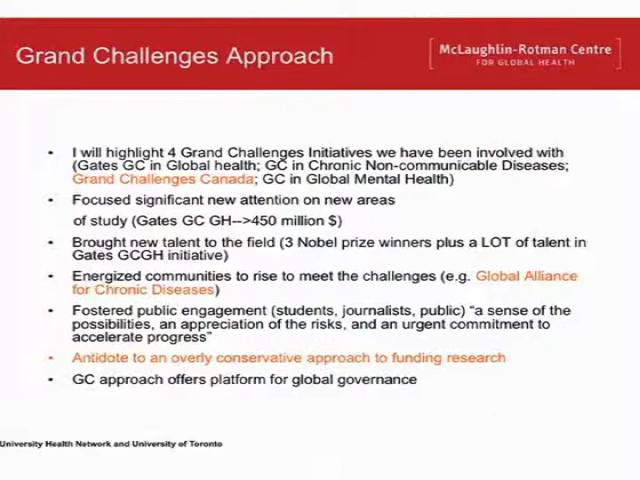 Grand Challenges Approach
McLaughlin-Rotman Centre
FOR GLOBAL HEALTH
• I will highlight 4 Grand Challenges Initiatives we have been involved with
(Gates GC in Global health; GC in Chronic Non-communicable Diseases;
Grand Challenges Canada; GC in Global Mental Health)
• Focused significant new attention on new areas
of study (Gates GC GH-->450 million $)
• Brought new talent to the field (3 Nobel prize winners plus a LOT of talent in
Gates GCGH initiative)
• Energized communities to rise to meet the challenges (e.g. Global Alliance
for Chronic Diseases)
• Fostered public engagement (students, journalists, public) “a sense of the
possibilities, an appreciation of the risks, and an urgent commitment to
accelerate progress”
• Antidote to an overly conservative approach to funding research
• GC approach offers platform for global governance
University Health Network and University of Toronto